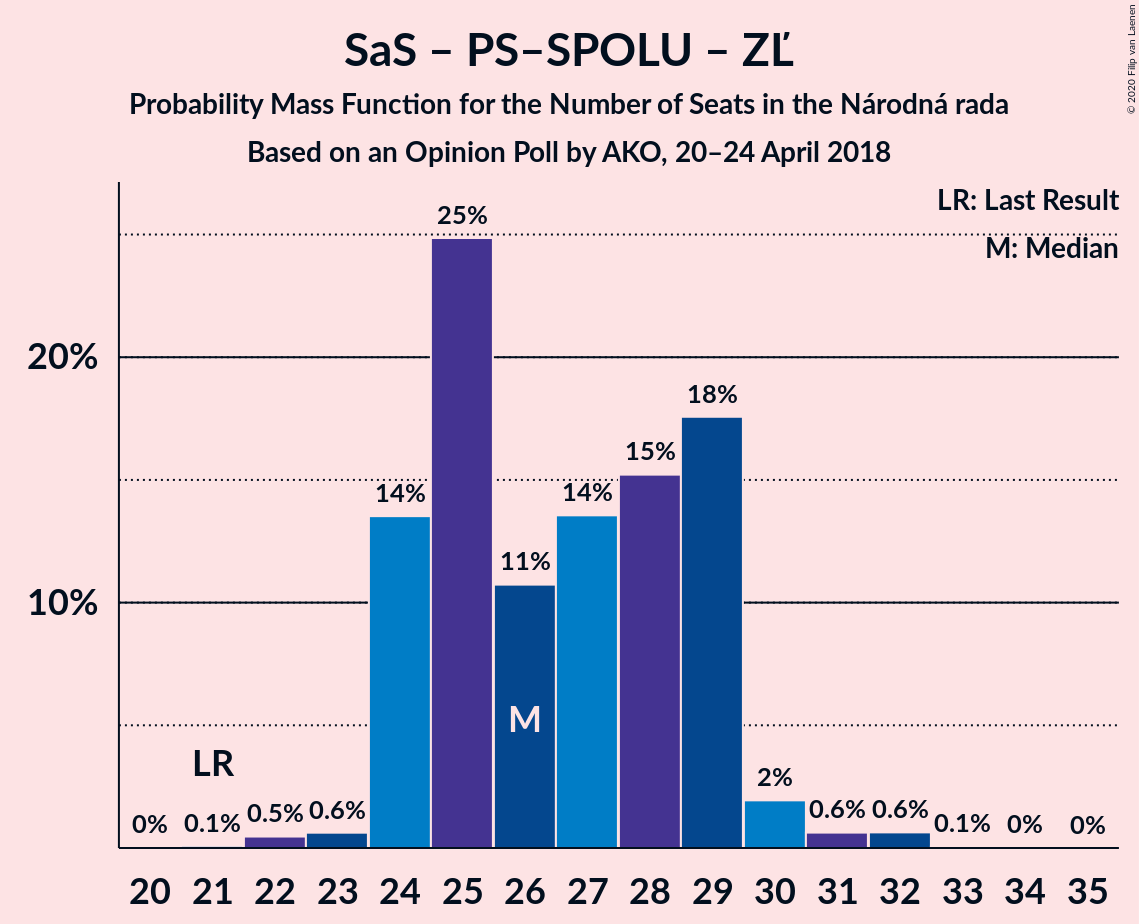 SaS – PS–SPOLU – ZĽ
Probability Mass Function for the Number of Seats in the Národná rada
Based on an Opinion Poll by AKO, 20–24 April 2018
© 2020 Filip van Laenen
LR: Last Result
M: Median
25%
20%
18%
15%
14%
14%
11%
10%
M
LR
2%
0%
0.1%
0.5%
0.6%
0.6%
0.6%
0.1%
0%
0%
20 21 22 23 24 25 26 27 28 29 30 31 32 33 34 35